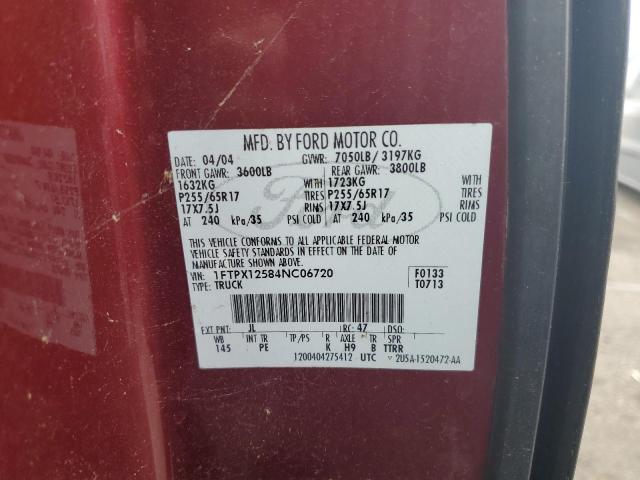 MFD. BY FORD MOTOR CO.
DATE: 04/04 GVWR: 7050LB/ 3197KG
FRONT GAWR: 3600LB REAR GAWR: 3800LB
1632KG WITH 1723KG WITH
P255/65R17 TIRES P255/65R17 TIRES
17X7.5J RIMS 17X7.5J RIMS
AT 240 kPa/35 PSI COLD AT 240 kPa/35 PSI COLD
Ford
THIS VEHICLE CONFORMS TO ALL APPLICABLE FEDERAL MOTOR
VEHICLE SAFETY STANDARDS IN EFFECT ON THE DATE OF
MANUFACTURE SHOWN ABOVE.
VIN: 1FTPX12584NC06720 F0133
TYPE: TRUCK T0713
EXT PNT: JL RC: 47 DSO:
WB INT TR TP/PS R AXLE TR SPR
145 PE K H9 B TTRR
1200404275412 UTC 2U5A-1520472-AA